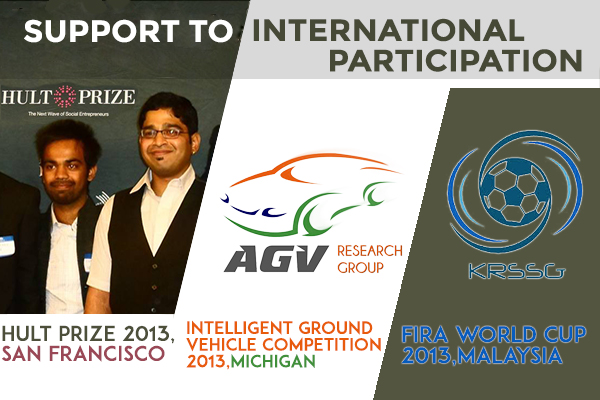 SUPPORT TO INTERNATIONAL
PARTICIPATION
HULT PRIZE
The Next Wave of Social Entrepreneurs
AGV RESEARCH
GROUP
KRSSG
HULT PRIZE 2013,
SAN FRANCISCO
INTELLIGENT GROUND
VEHICLE COMPETITION
2013,MICHIGAN
FIRA WORLD CUP
2013,MALAYSIA